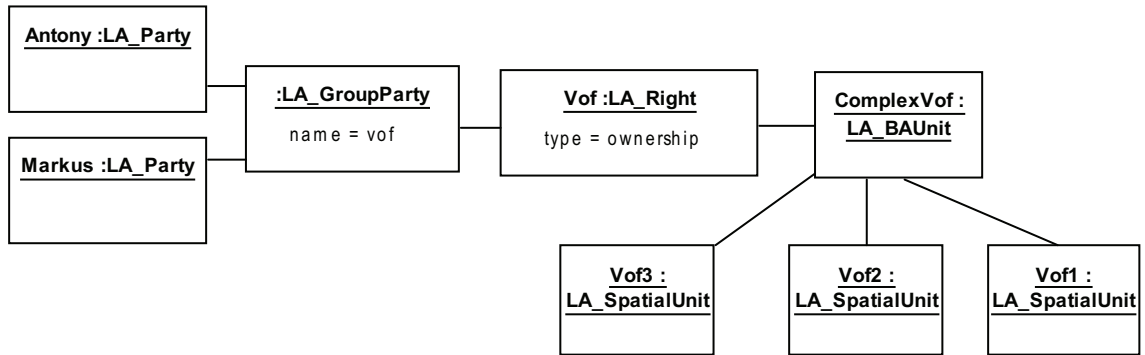 Antony :LA_Party
Markus :LA_Party
:LA_GroupParty
name = vof
Vof :LA_Right
type = ownership
ComplexVof :
LA_BAUnit
Vof3 :
LA_SpatialUnit
Vof2 :
LA_SpatialUnit
Vof1 :
LA_SpatialUnit